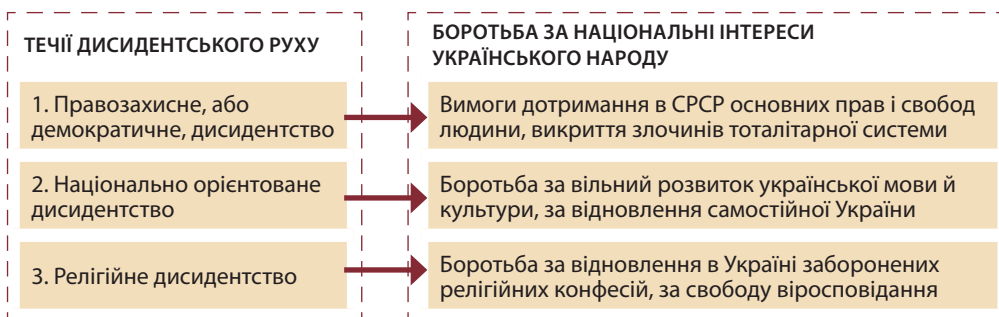 ТЕЧІЇ ДИСИДЕНТСЬКОГО РУХУ
БОРОТЬБА ЗА НАЦІОНАЛЬНІ ІНТЕРЕСИ
УКРАЇНСЬКОГО НАРОДУ
1. Правозахисне, або
демократичне, дисидентство
Вимоги дотримання в СРСР основних прав і свобод
людини, викриття злочинів тоталітарної системи
2. Національно орієнтоване
дисидентство
Боротьба за вільний розвиток української мови й
культури, за відновлення самостійної України
3. Релігійне дисидентство
Боротьба за відновлення в Україні заборонених
релігійних конфесій, за свободу віросповідання